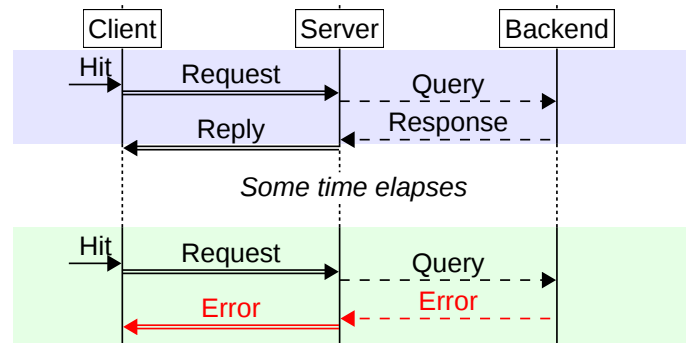 Client Server Backend
Hit
Request
Query
Response
Reply
Some time elapses
Hit
Request
Query
Error
Error